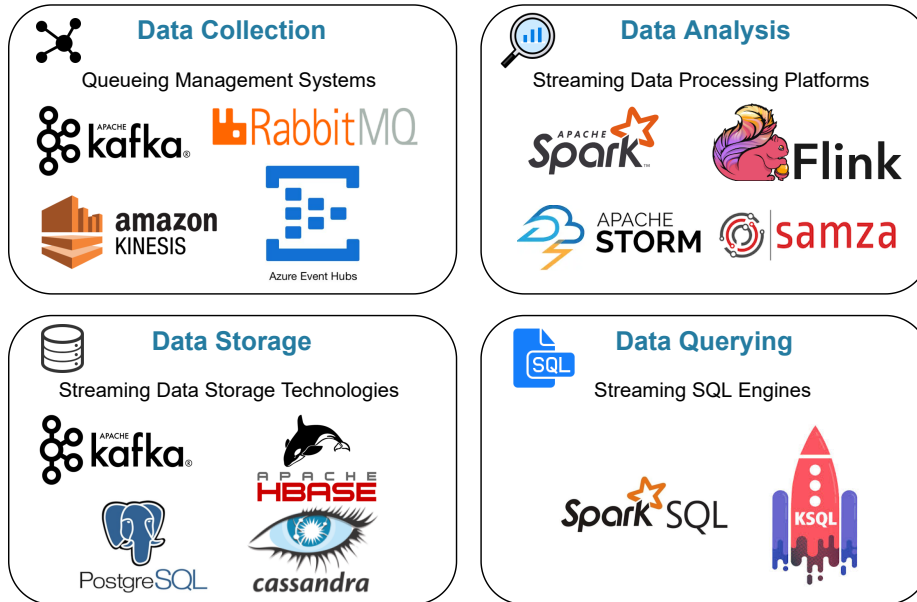 Data Collection
Queueing Management Systems
APACHE
kafka®
RabbitMQ
amazon
KINESIS
Azure Event Hubs
Data Analysis
Streaming Data Processing Platforms
APACHE
Spark™
Flink
APACHE
STORM
samza
Data Storage
Streaming Data Storage Technologies
APACHE
kafka®
APACHE
HBASE
PostgreSQL
cassandra
SQL
Data Querying
Streaming SQL Engines
Spark SQL
KSQL